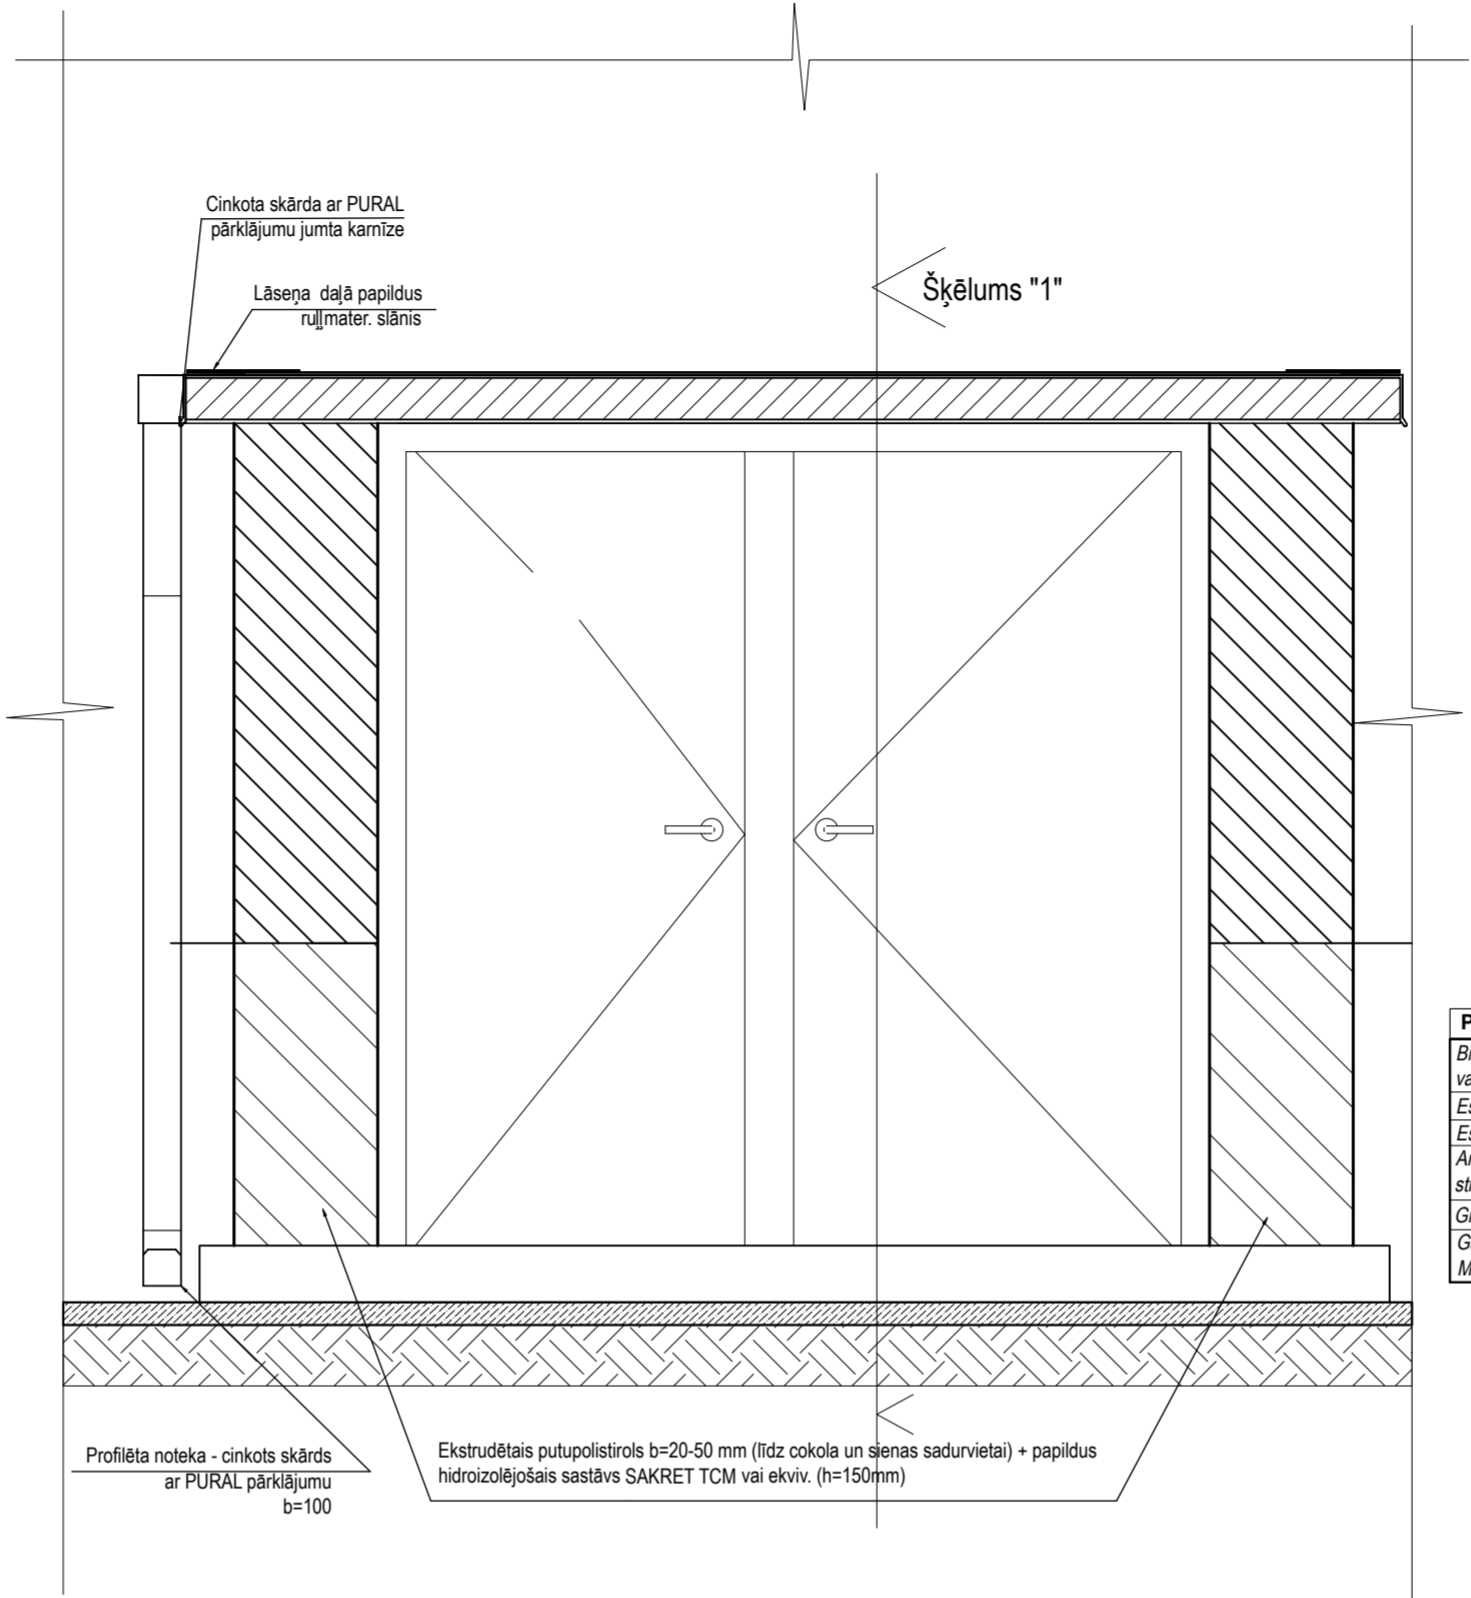 Cinkota skārda ar PURAL
pārklājumu jumta karnīze
Lāseņa daļā papildus
ruļļmater. slānis
Šķēlums "1"
Profilēta noteka - cinkots skārds
ar PURAL pārklājumu
b=100
Ekstrudētais putupolistirols b=20-50 mm (līdz cokola un sienas sadurvietai) + papildus
hidroizolējošais sastāvs SAKRET TCM vai ekviv. (h=150mm)